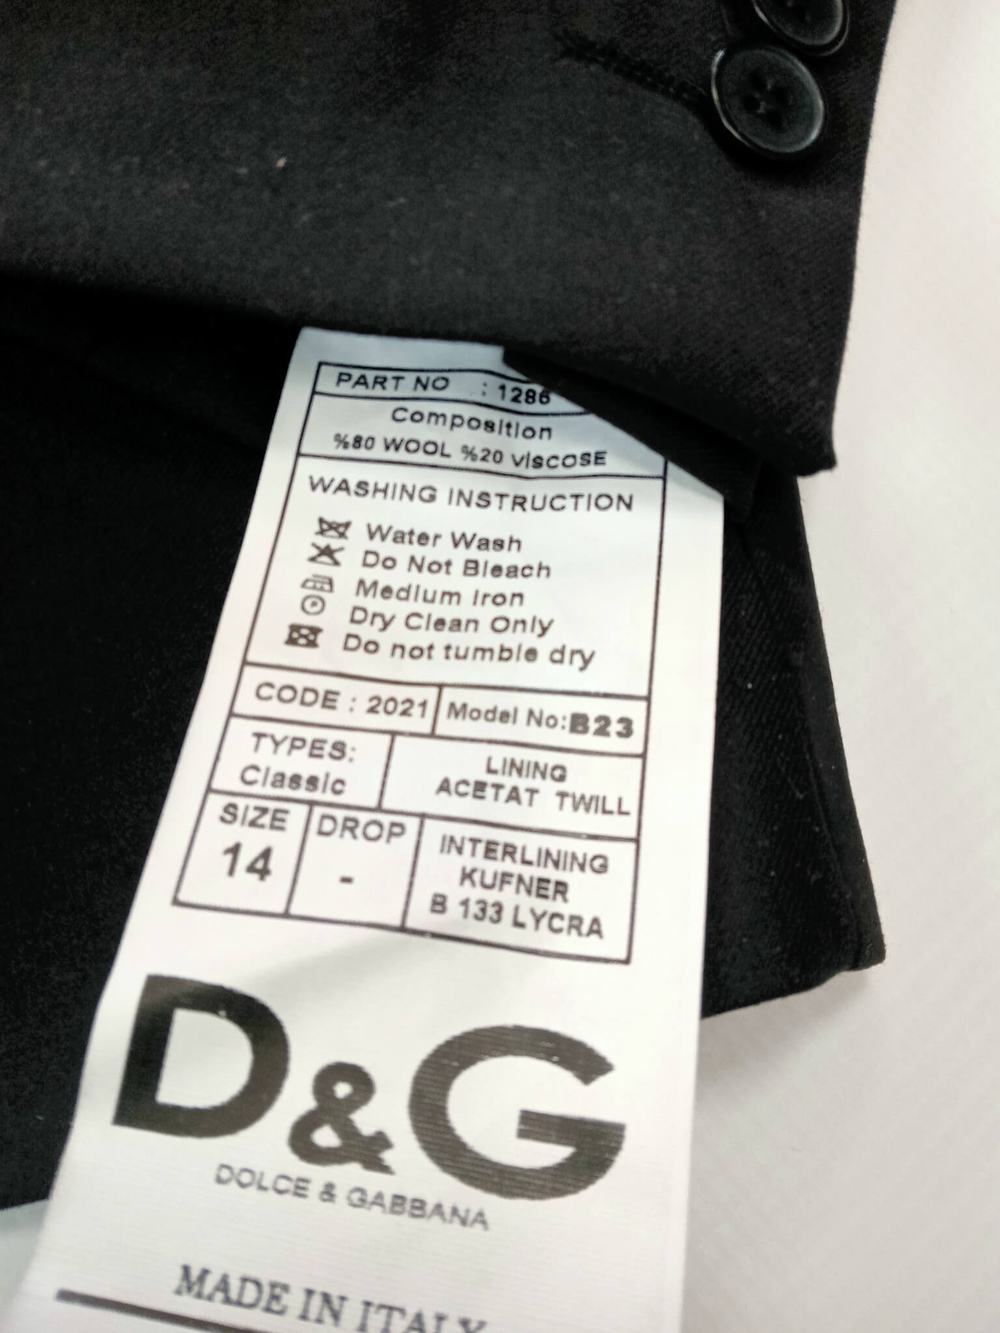 PART NO : 1286
Composition
%80 WOOL %20 VISCOSE
WASHING INSTRUCTION
Water Wash
Do Not Bleach
Medium Iron
Dry Clean Only
Do not tumble dry
CODE : 2021
Model No:B23
TYPES:
Classic
LINING
ACETAT TWILL
SIZE
14
DROP
-
INTERLINING
KUFNER
B 133 LYCRA
D&G
DOLCE & GABBANA
MADE IN ITALY